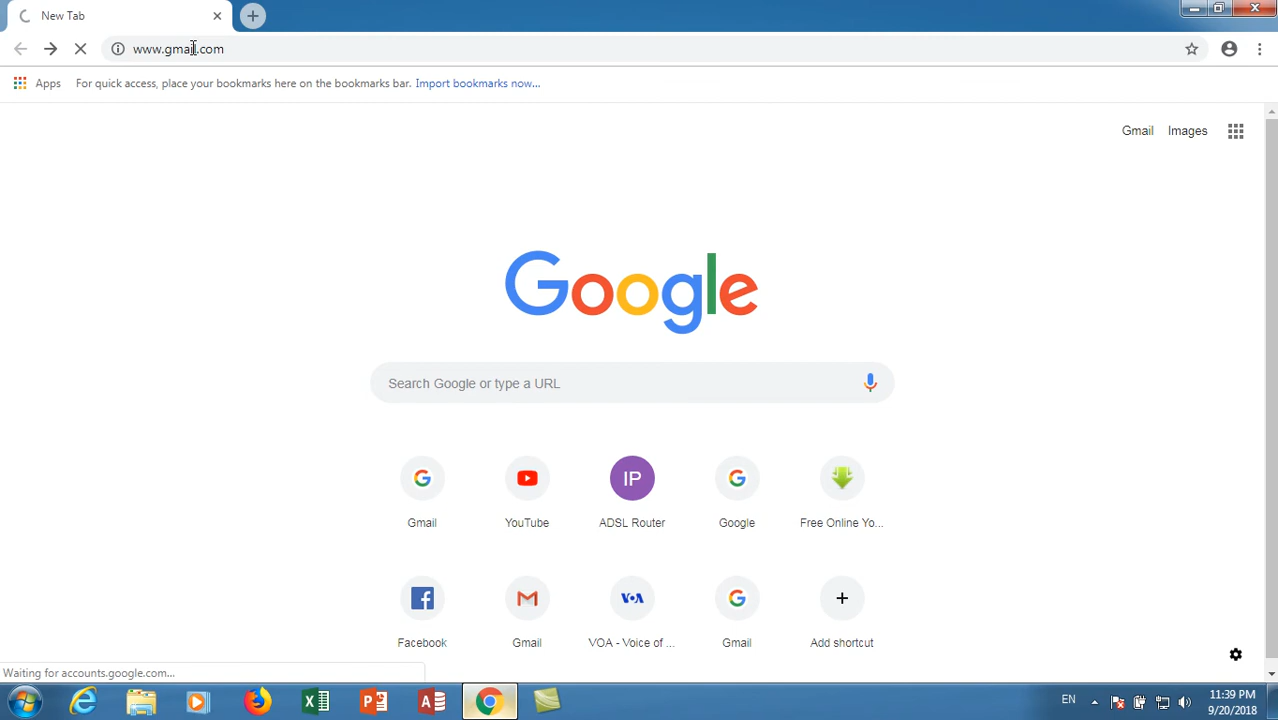 New Tab
www.gmail.com
Apps For quick access, place your bookmarks here on the bookmarks bar. Import bookmarks now...
Gmail Images
Google
Search Google or type a URL
IP
Gmail YouTube ADSL Router Google Free Online Yo...
VOA
Facebook Gmail VOA - Voice of ... Gmail Add shortcut
Waiting for accounts.google.com...
EN
11:39 PM
9/20/2018